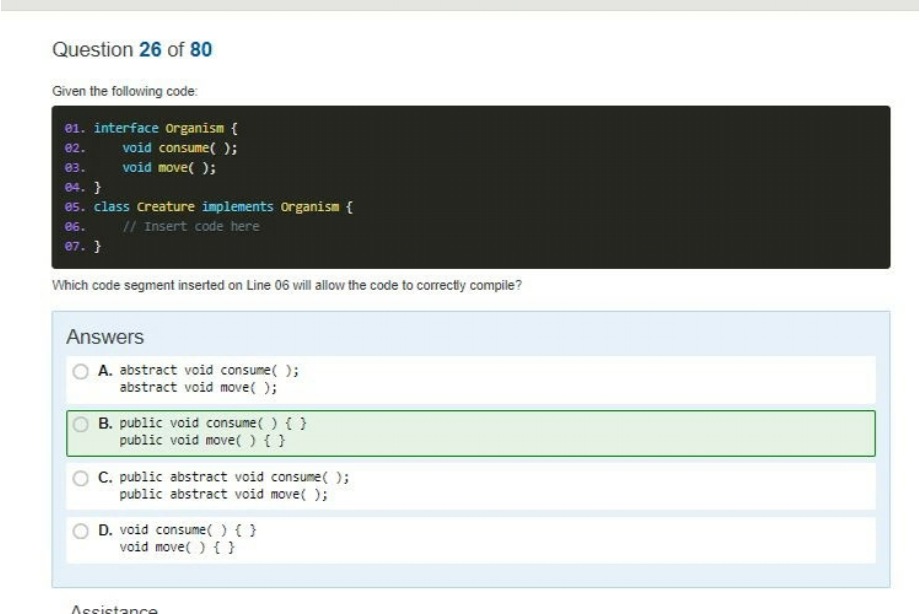 Question 26 of 80
Given the following code:
01. interface Organism {
02. void consume( );
03. void move( );
04. }
05. class Creature implements Organism {
06. // Insert code here
07. }
Which code segment inserted on Line 06 will allow the code to correctly compile?
Answers
A. abstract void consume( );
abstract void move( );
B. public void consume( ) { }
public void move( ) { }
C. public abstract void consume( );
public abstract void move( );
D. void consume( ) { }
void move( ) { }
Assistance